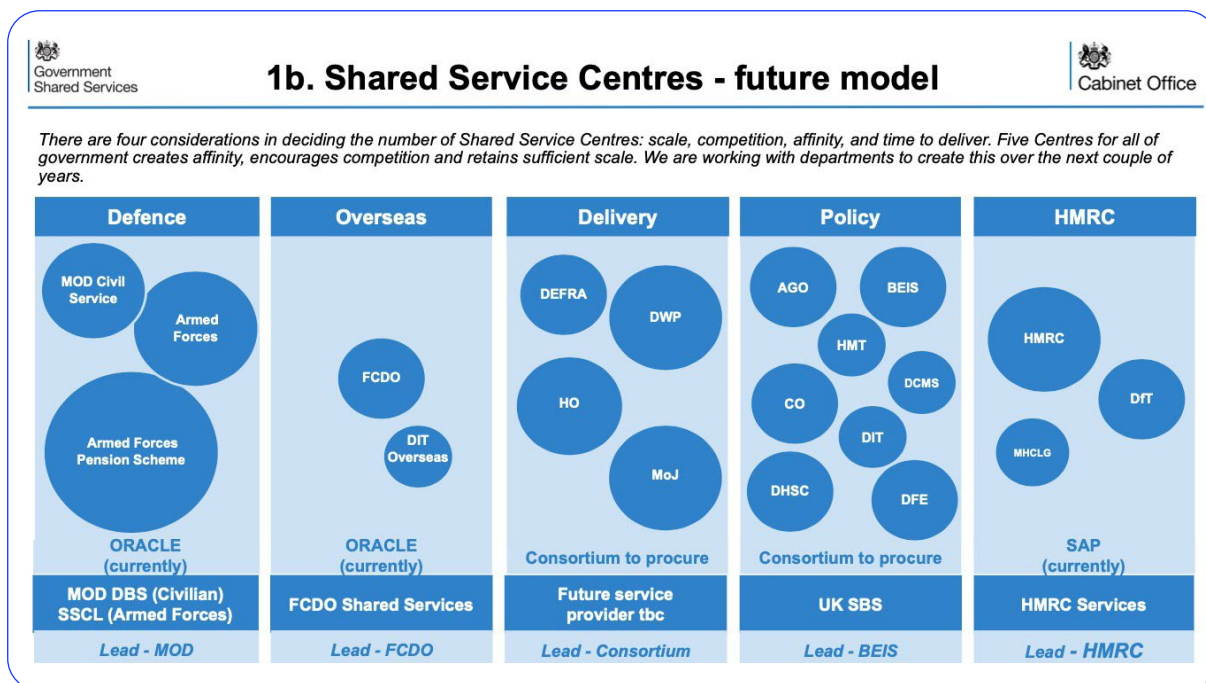 Government
Shared Services
1b. Shared Service Centres - future model
Cabinet Office
There are four considerations in deciding the number of Shared Service Centres: scale, competition, affinity, and time to deliver. Five Centres for all of
government creates affinity, encourages competition and retains sufficient scale. We are working with departments to create this over the next couple of
years.
Defence
MOD Civil
Service
Armed
Forces
Armed Forces
Pension Scheme
ORACLE
(currently)
MOD DBS (Civilian)
SSCL (Armed Forces)
Lead - MOD
Overseas
FCDO
DIT
Overseas
ORACLE
(currently)
FCDO Shared Services
Lead - FCDO
Delivery
DEFRA
DWP
HO
MoJ
Consortium to procure
Future service
provider tbc
Lead - Consortium
Policy
AGO
BEIS
HMT
DCMS
CO
DIT
DHSC
DFE
Consortium to procure
UK SBS
Lead - BEIS
HMRC
HMRC
DfT
MHCLG
SAP
(currently)
HMRC Services
Lead - HMRC